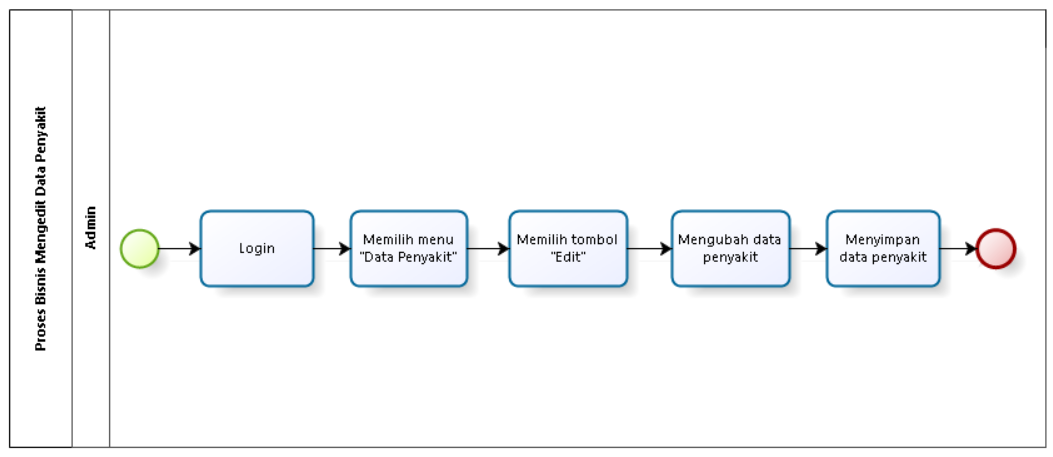 Proses Bisnis Mengedit Data Penyakit
Admin
Login
Memilih menu
"Data Penyakit"
Memilih tombol
"Edit"
Mengubah data
penyakit
Menyimpan
data penyakit